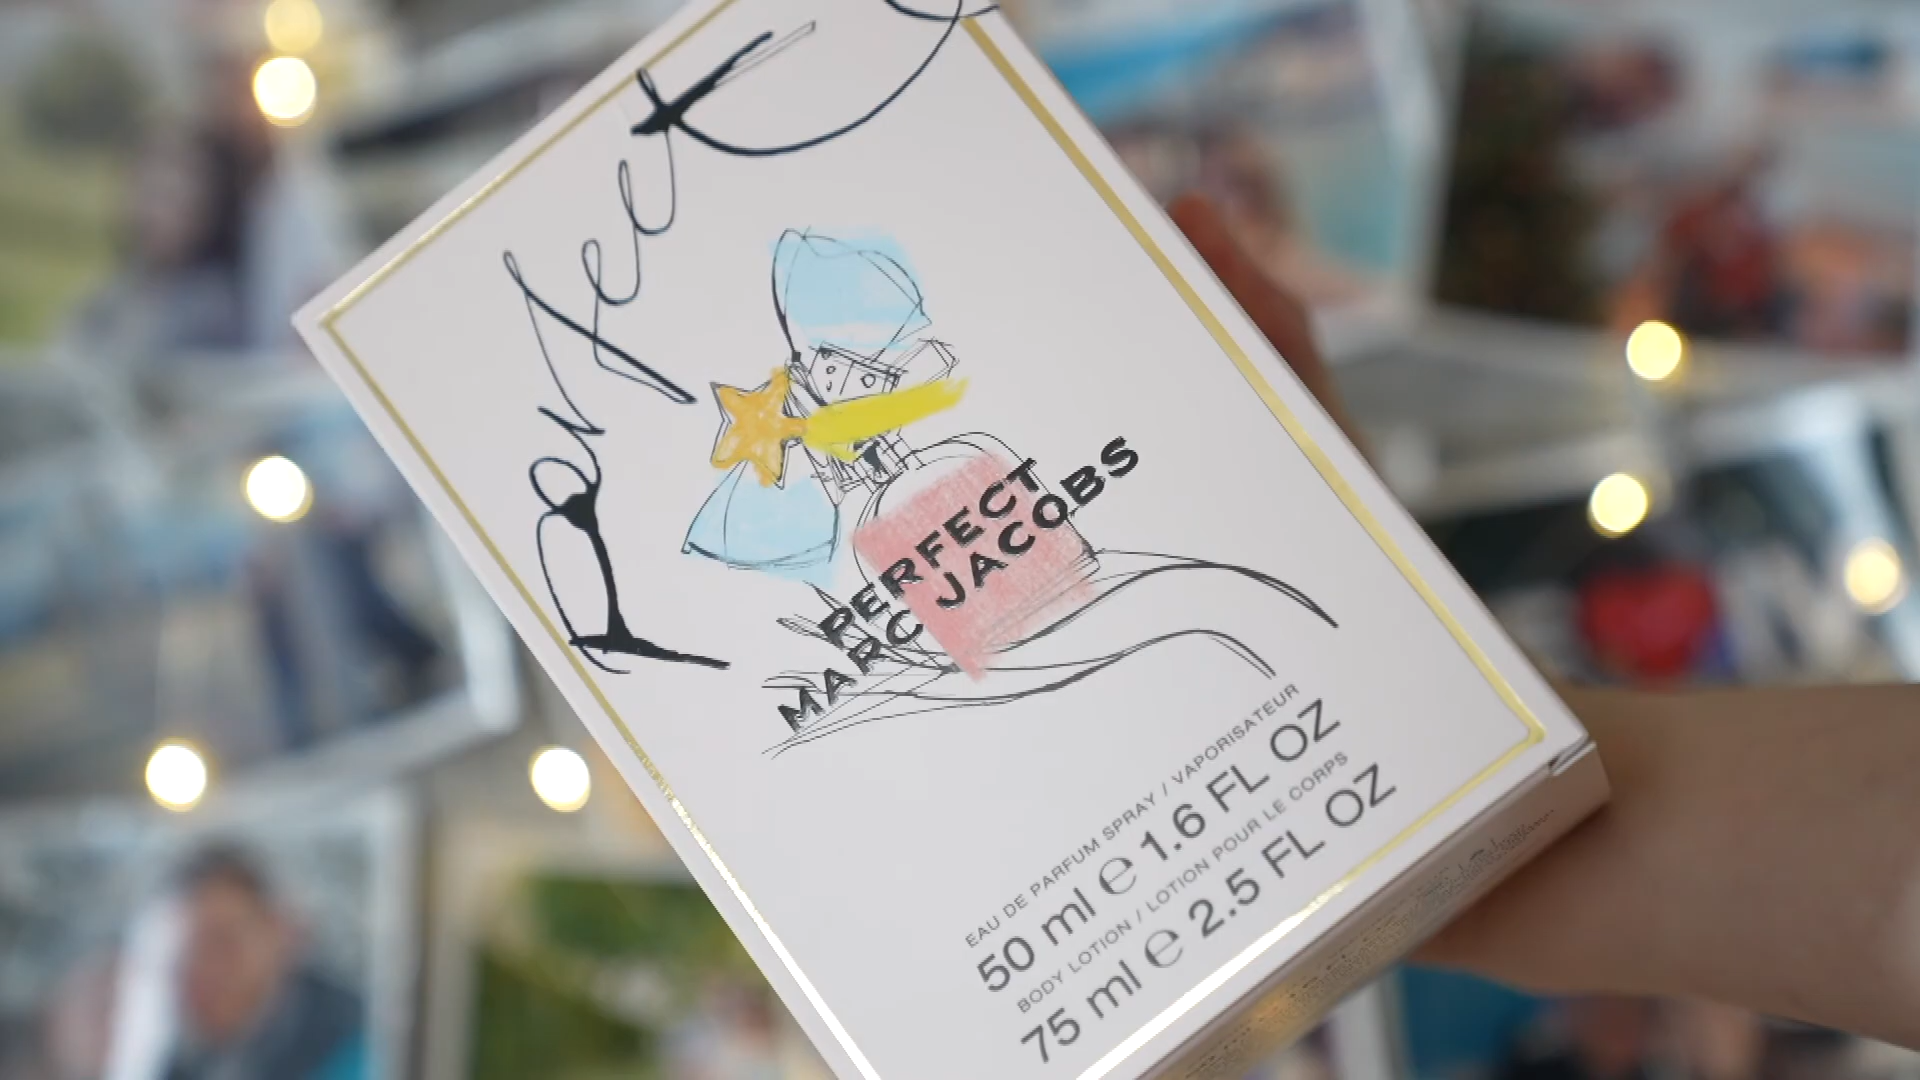 perfect
PERFECT
MARC JACOBS
EAU DE PARFUM SPRAY / VAPORISATEUR
50 ml ℮ 1.6 FL OZ
BODY LOTION / LOTION POUR LE CORPS
75 ml ℮ 2.5 FL OZ